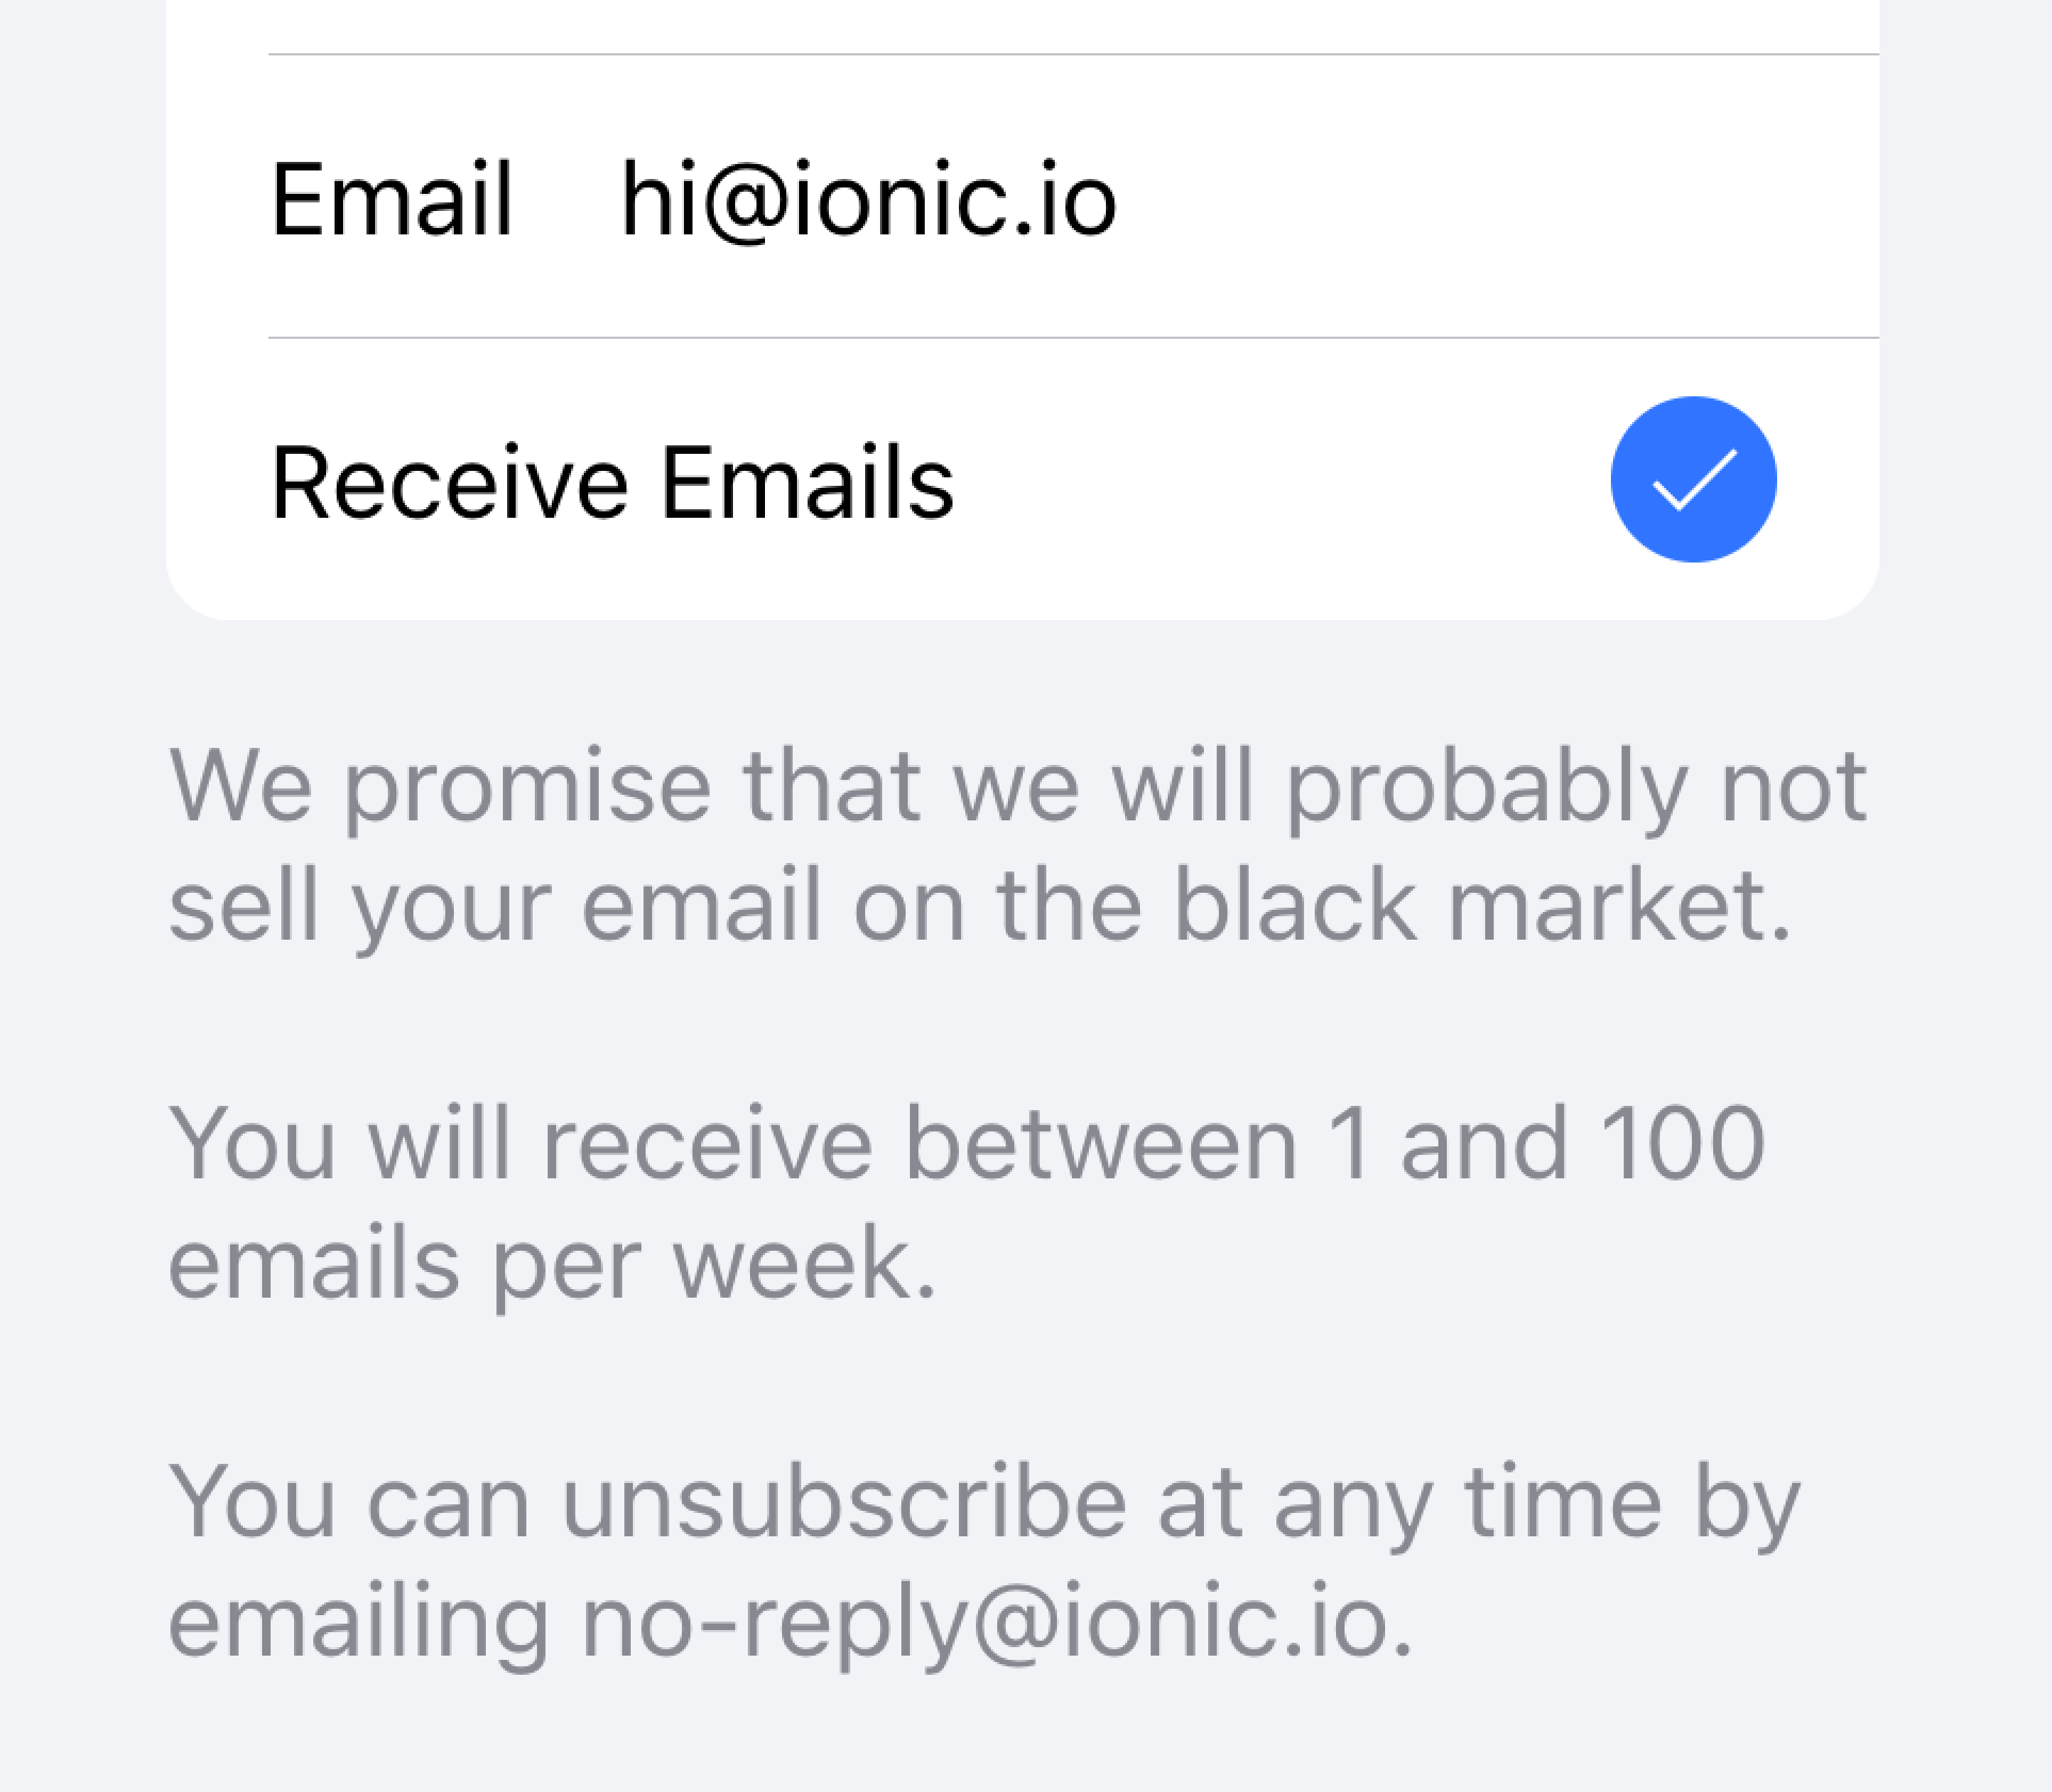 Email hi@ionic.io
Receive Emails
We promise that we will probably not
sell your email on the black market.
You will receive between 1 and 100
emails per week.
You can unsubscribe at any time by
emailing no-reply@ionic.io.